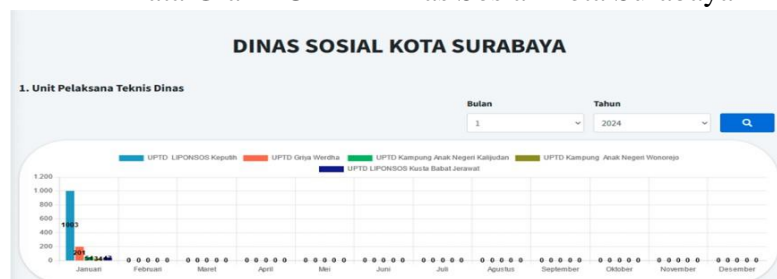 DINAS SOSIAL KOTA SURABAYA
1. Unit Pelaksana Teknis Dinas
Bulan Tahun
1 2024
UPTD LIPONSOS Keputih UPTD Griya Werdha UPTD Kampung Anak Negeri Kalijudan UPTD Kampung Anak Negeri Wonorejo
UPTD LIPONSOS Kusta Babat Jerawat
1.200
1.000
800
600
1003
400
200
201
0 0 0 0 0 0 0 0 0 0 0 0 0 0 0 0 0 0 0 0 0 0 0 0 0 0 0 0 0 0 0 0 0 0 0 0 0 0 0 0 0 0 0 0 0 0 0 0 0 0 0 0 0 0 0 0
Januari Februari Maret April Mei Juni Juli Agustus September Oktober November Desember